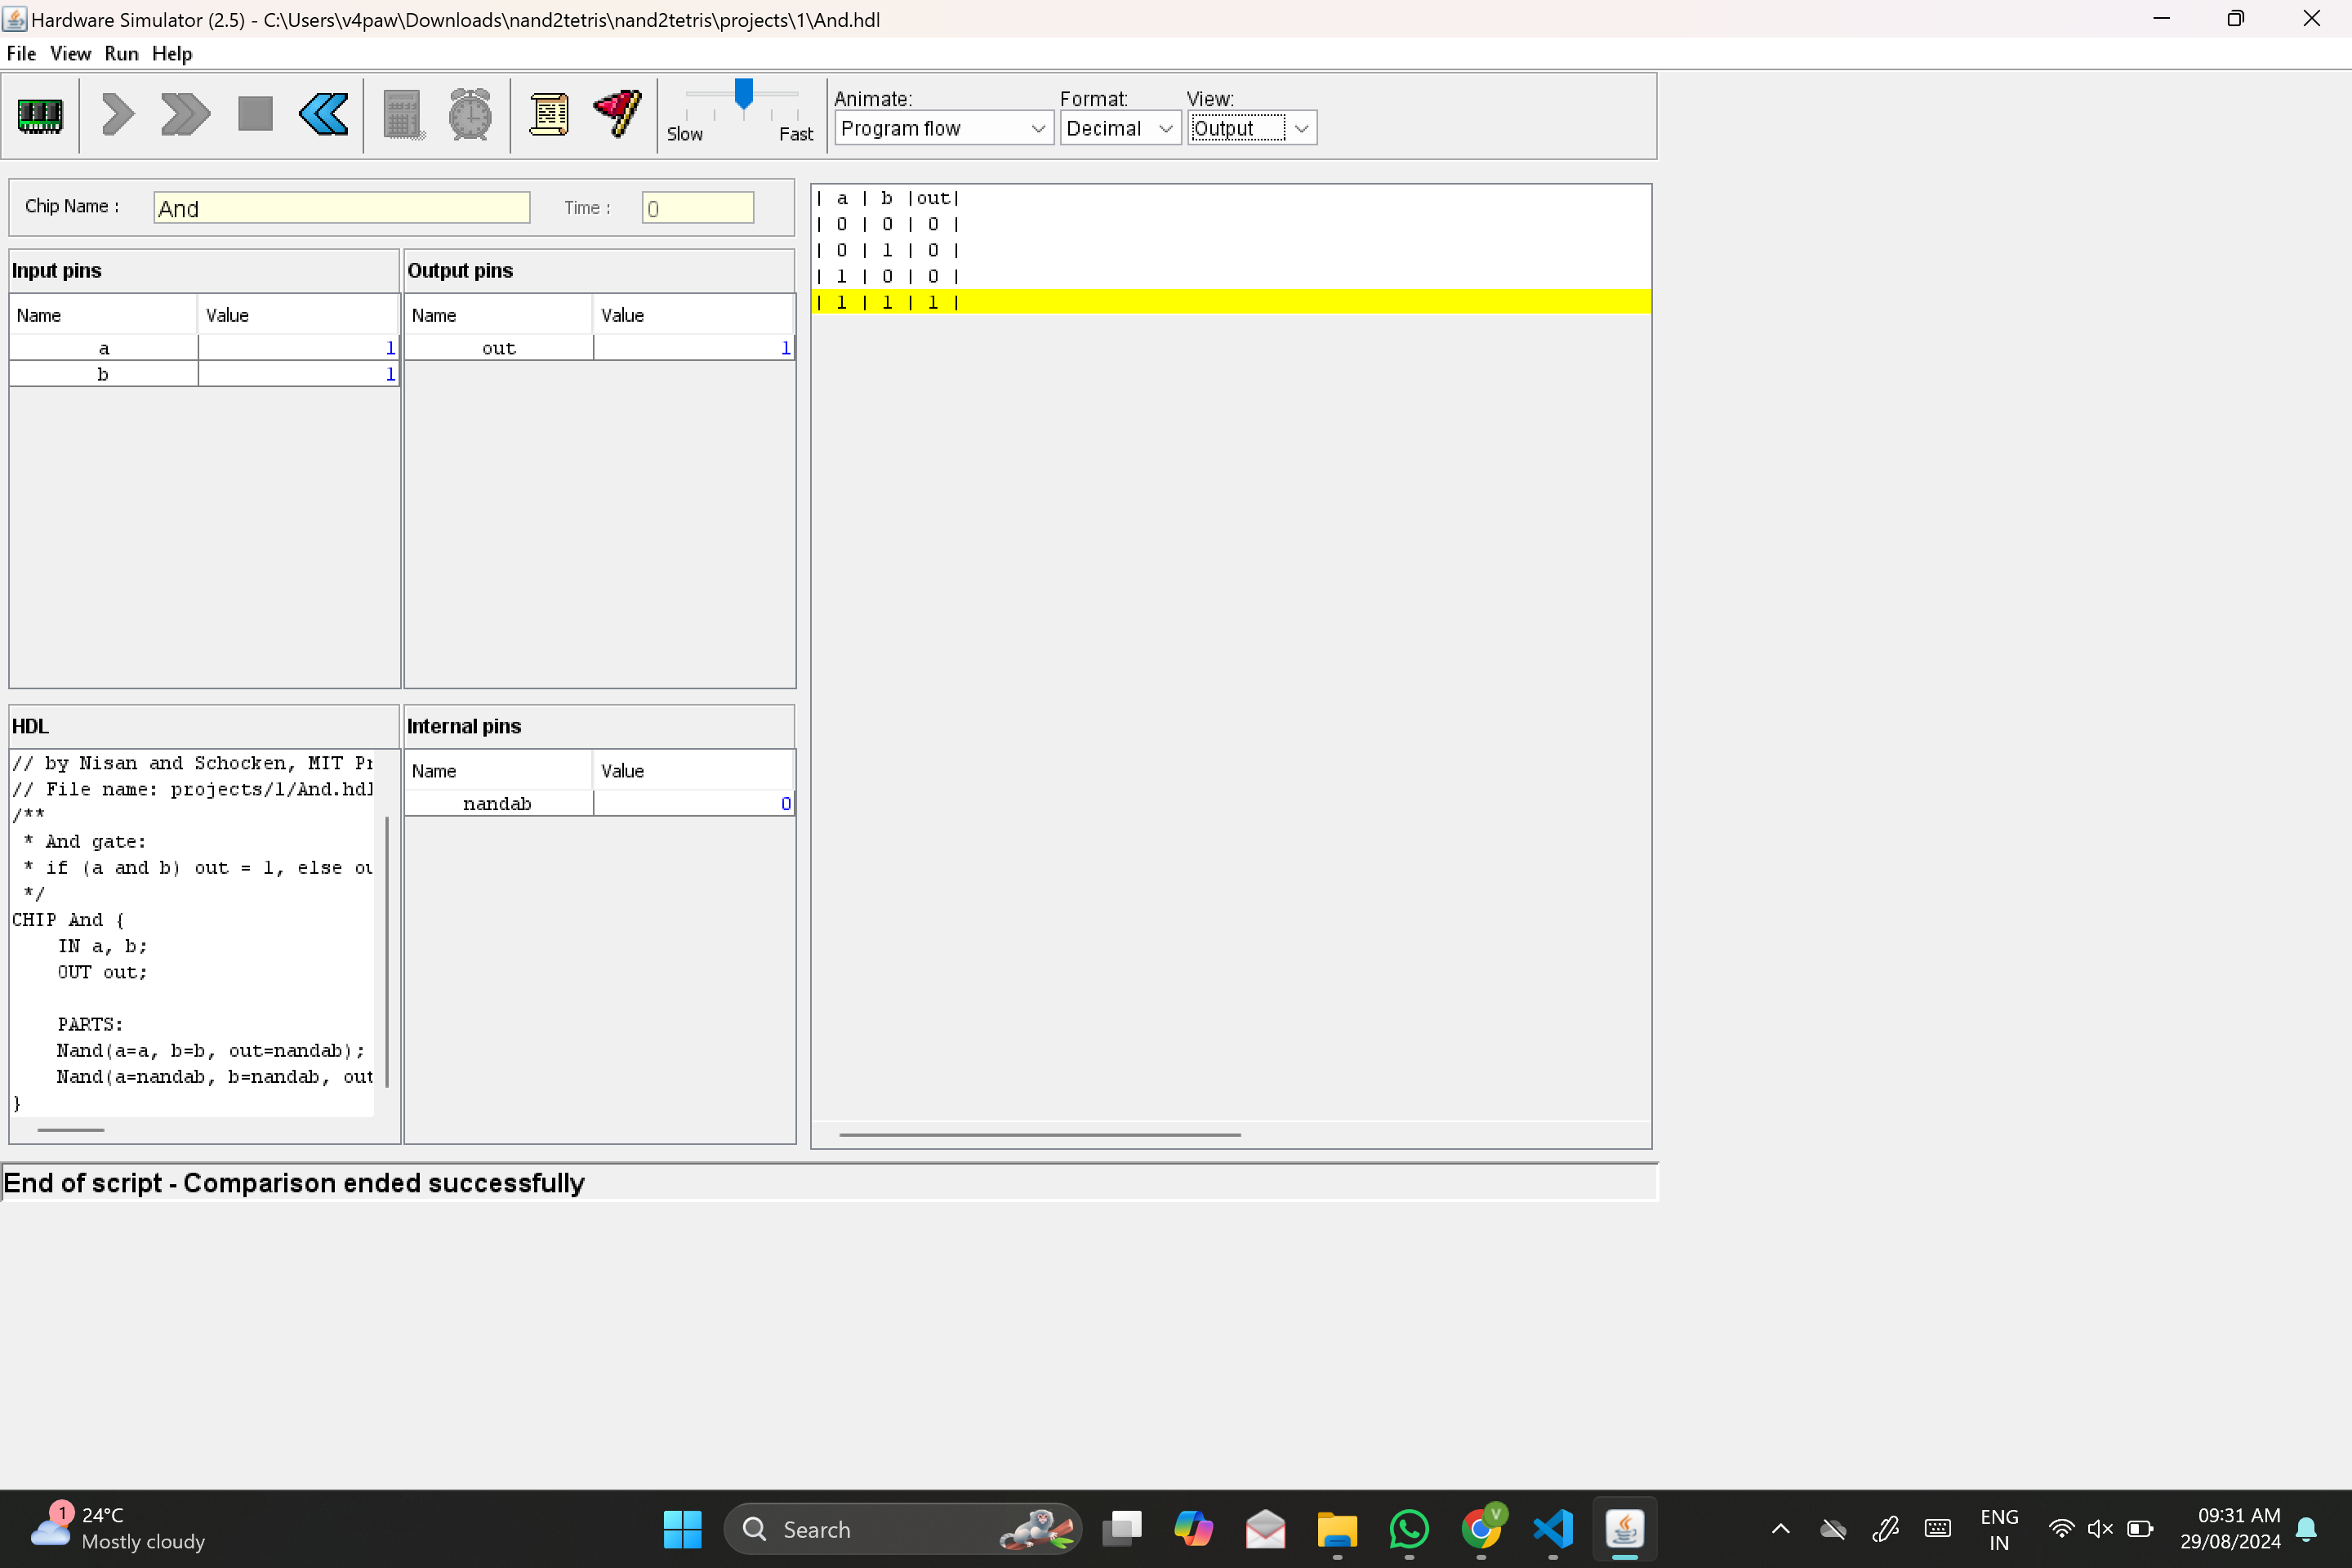 Hardware Simulator (2.5) - C:\Users\v4paw\Downloads\nand2tetris\nand2tetris\projects\1\And.hdl
File View Run Help
Slow Fast
Animate: Format: View:
Program flow Decimal Output
Chip Name : And Time : 0
Input pins
Name Value
a 1
b 1
Output pins
Name Value
out 1
HDL
// by Nisan and Schocken, MIT Pr
// File name: projects/1/And.hdl
/**
 * And gate:
 * if (a and b) out = 1, else ou
 */
CHIP And {
    IN a, b;
    OUT out;
    PARTS:
    Nand(a=a, b=b, out=nandab);
    Nand(a=nandab, b=nandab, out
}
Internal pins
Name Value
nandab 0
| a | b |out|
| 0 | 0 | 0 |
| 0 | 1 | 0 |
| 1 | 0 | 0 |
| 1 | 1 | 1 |
End of script - Comparison ended successfully
1
24°C
Mostly cloudy
Search
V
ENG
IN
09:31 AM
29/08/2024